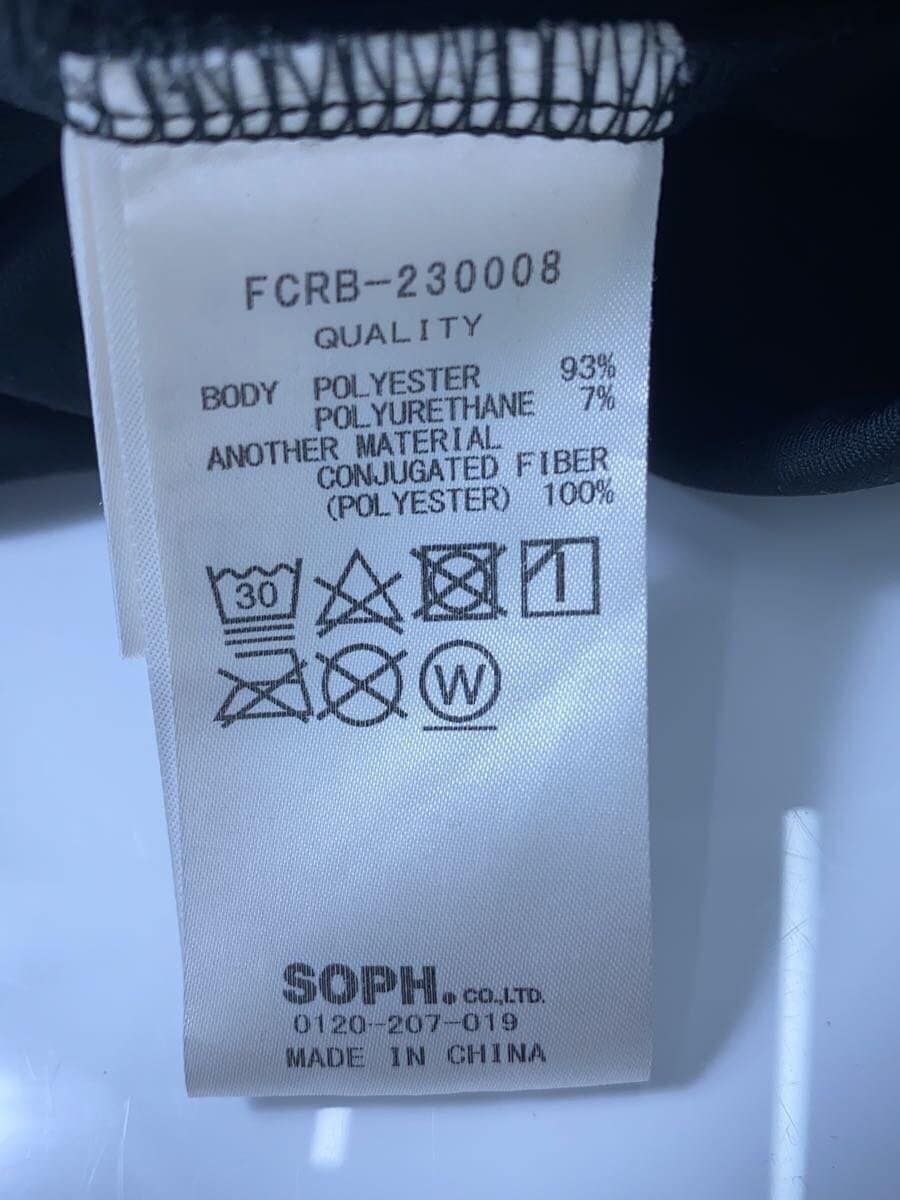 FCRB-230008
QUALITY
BODY POLYESTER 93%
POLYURETHANE 7%
ANOTHER MATERIAL
CONJUGATED FIBER
(POLYESTER) 100%
30
W
SOPH. CO.,LTD.
0120-207-019
MADE IN CHINA